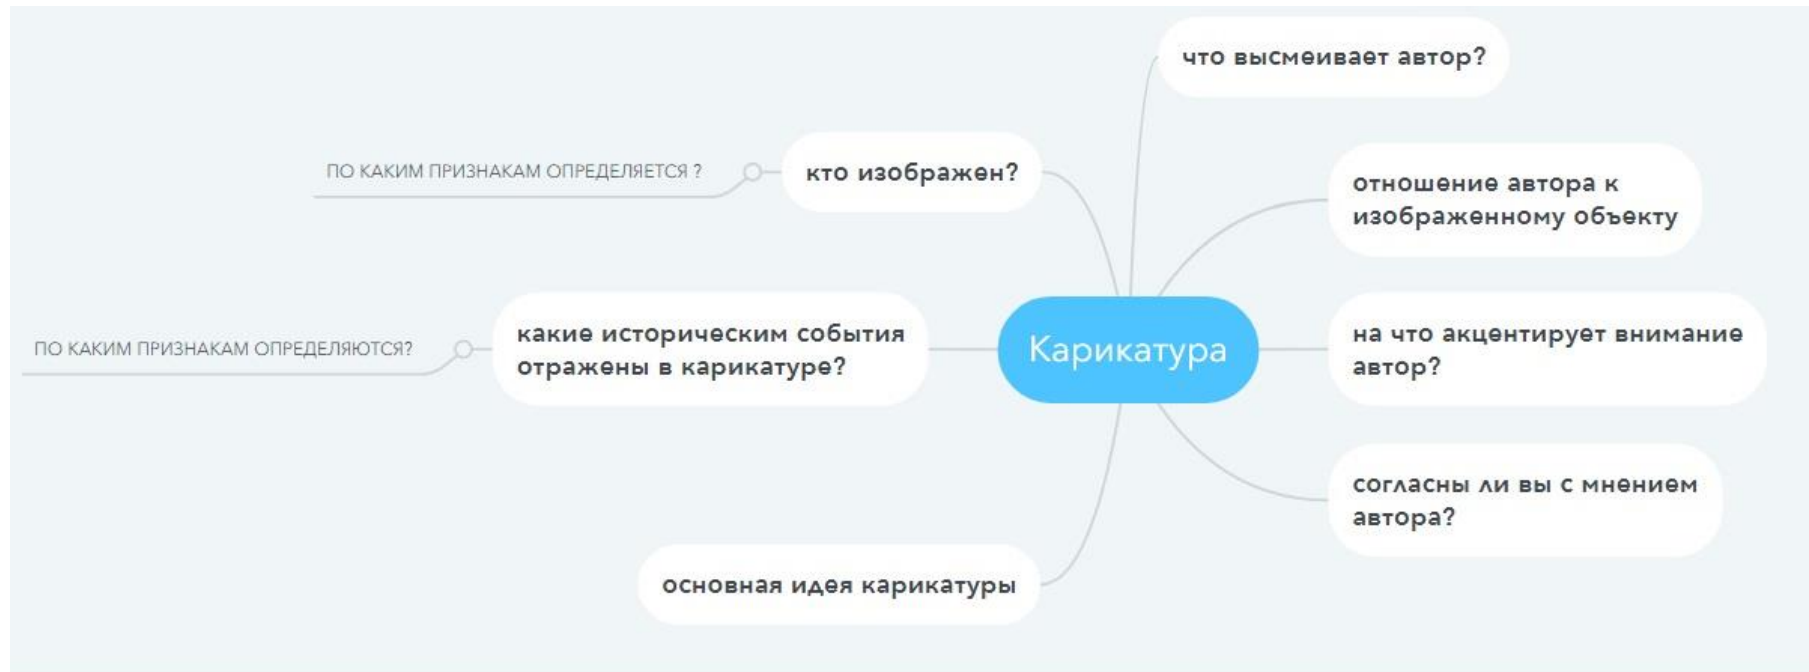 что высмеивает автор?
ПО КАКИМ ПРИЗНАКАМ ОПРЕДЕЛЯЕТСЯ ?
кто изображен?
отношение автора к
изображенному объекту
ПО КАКИМ ПРИЗНАКАМ ОПРЕДЕЛЯЮТСЯ?
какие историческим события
отражены в карикатуре?
Карикатура
на что акцентирует внимание
автор?
согласны ли вы с мнением
автора?
основная идея карикатуры